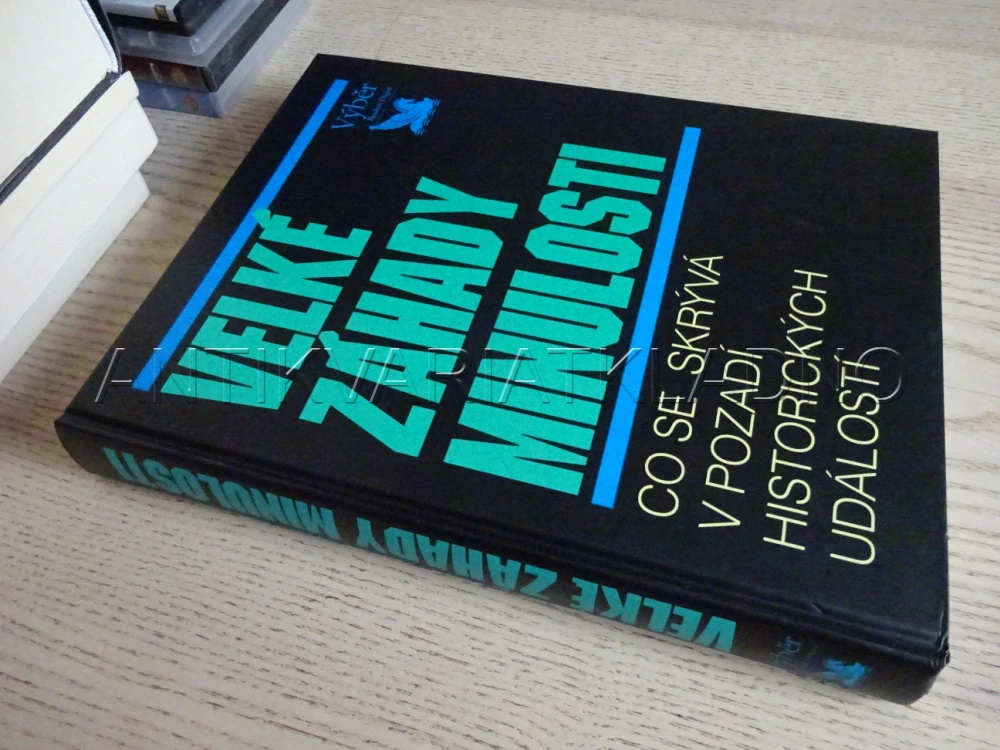 Výběr
VELKÉ
ZÁHADY
MINULOSTI
CO SE SKRÝVÁ
V POZADÍ
HISTORICKÝCH
UDÁLOSTÍ
VELKÉ ZÁHADY MINULOSTI
ANTIKVARIATKLADNO